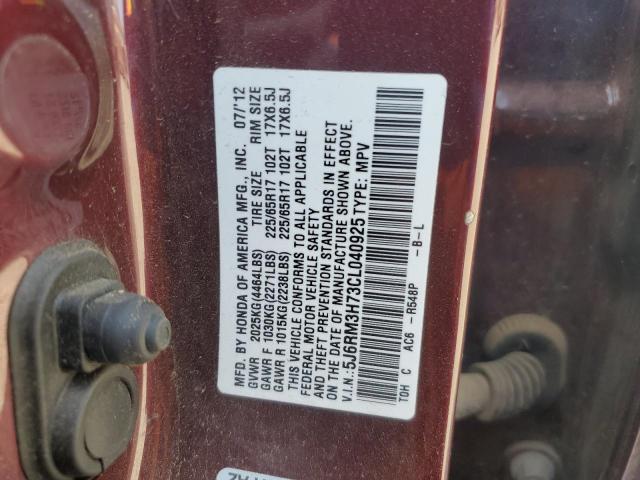 MFD. BY HONDA OF AMERICA MFG., INC. 07/12
GVWR 2025KG(4464LBS) TIRE SIZE RIM SIZE
GAWR F 1030KG(2271LBS) 225/65R17 102T 17X6.5J
GAWR R 1015KG(2238LBS) 225/65R17 102T 17X6.5J
THIS VEHICLE CONFORMS TO ALL APPLICABLE
FEDERAL MOTOR VEHICLE SAFETY
AND THEFT PREVENTION STANDARDS IN EFFECT
ON THE DATE OF MANUFACTURE SHOWN ABOVE.
V.I.N.: 5J6RM3H73CL040925 TYPE: MPV
TOH C AC6 - R548P - B - L